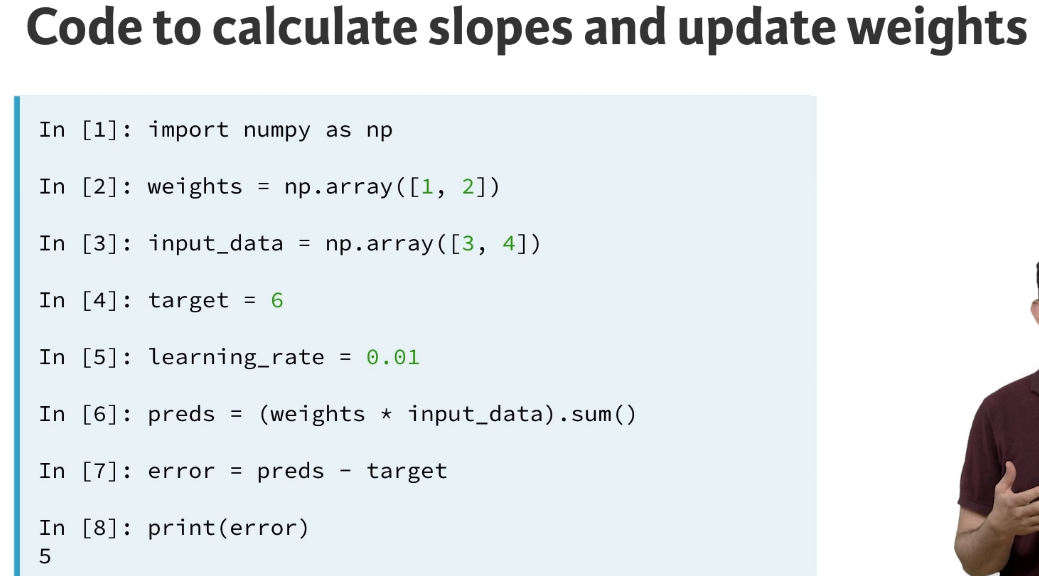 Code to calculate slopes and update weights
In [1]: import numpy as np
In [2]: weights = np.array([1, 2])
In [3]: input_data = np.array([3, 4])
In [4]: target = 6
In [5]: learning_rate = 0.01
In [6]: preds = (weights * input_data).sum()
In [7]: error = preds - target
In [8]: print(error)
5